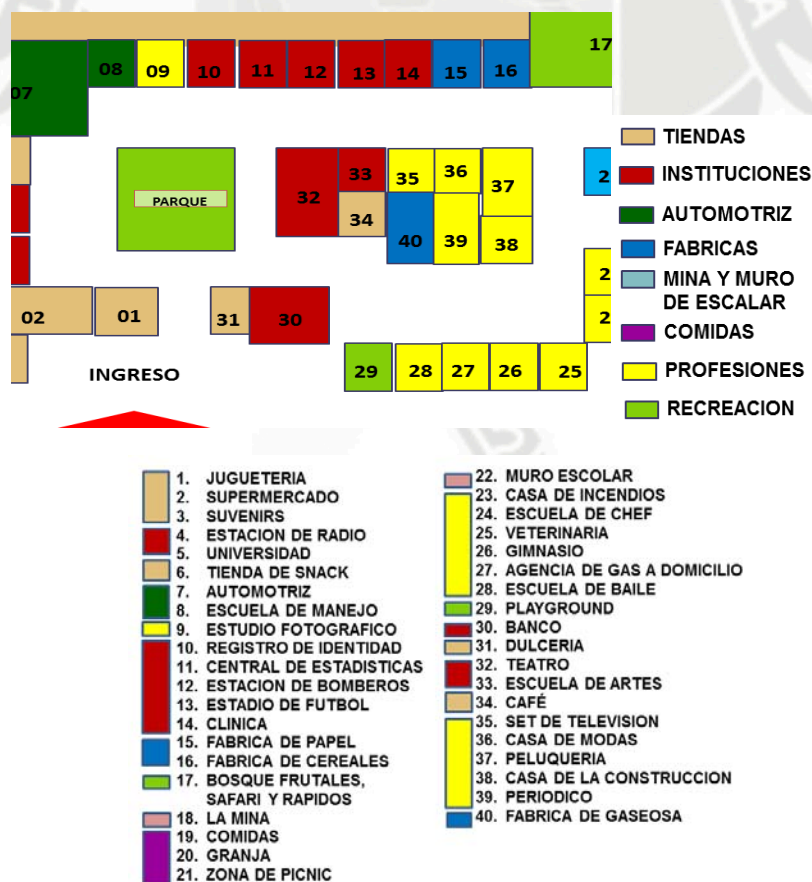 17
07
08
09
10
11
12
13
14
15
16
TIENDAS
INSTITUCIONES
AUTOMOTRIZ
FABRICAS
MINA Y MURO
DE ESCALAR
COMIDAS
PROFESIONES
RECREACION
PARQUE
32
33
34
35
36
37
40
39
38
2
2
2
02
01
31
30
INGRESO
29
28
27
26
25
1. JUGUETERIA
2. SUPERMERCADO
3. SUVENIRS
4. ESTACION DE RADIO
5. UNIVERSIDAD
6. TIENDA DE SNACK
7. AUTOMOTRIZ
8. ESCUELA DE MANEJO
9. ESTUDIO FOTOGRAFICO
10. REGISTRO DE IDENTIDAD
11. CENTRAL DE ESTADISTICAS
12. ESTACION DE BOMBEROS
13. ESTADIO DE FUTBOL
14. CLINICA
15. FABRICA DE PAPEL
16. FABRICA DE CEREALES
17. BOSQUE FRUTALES,
SAFARI Y RAPIDOS
18. LA MINA
19. COMIDAS
20. GRANJA
21. ZONA DE PICNIC
22. MURO ESCOLAR
23. CASA DE INCENDIOS
24. ESCUELA DE CHEF
25. VETERINARIA
26. GIMNASIO
27. AGENCIA DE GAS A DOMICILIO
28. ESCUELA DE BAILE
29. PLAYGROUND
30. BANCO
31. DULCERIA
32. TEATRO
33. ESCUELA DE ARTES
34. CAFÉ
35. SET DE TELEVISION
36. CASA DE MODAS
37. PELUQUERIA
38. CASA DE LA CONSTRUCCION
39. PERIODICO
40. FABRICA DE GASEOSA